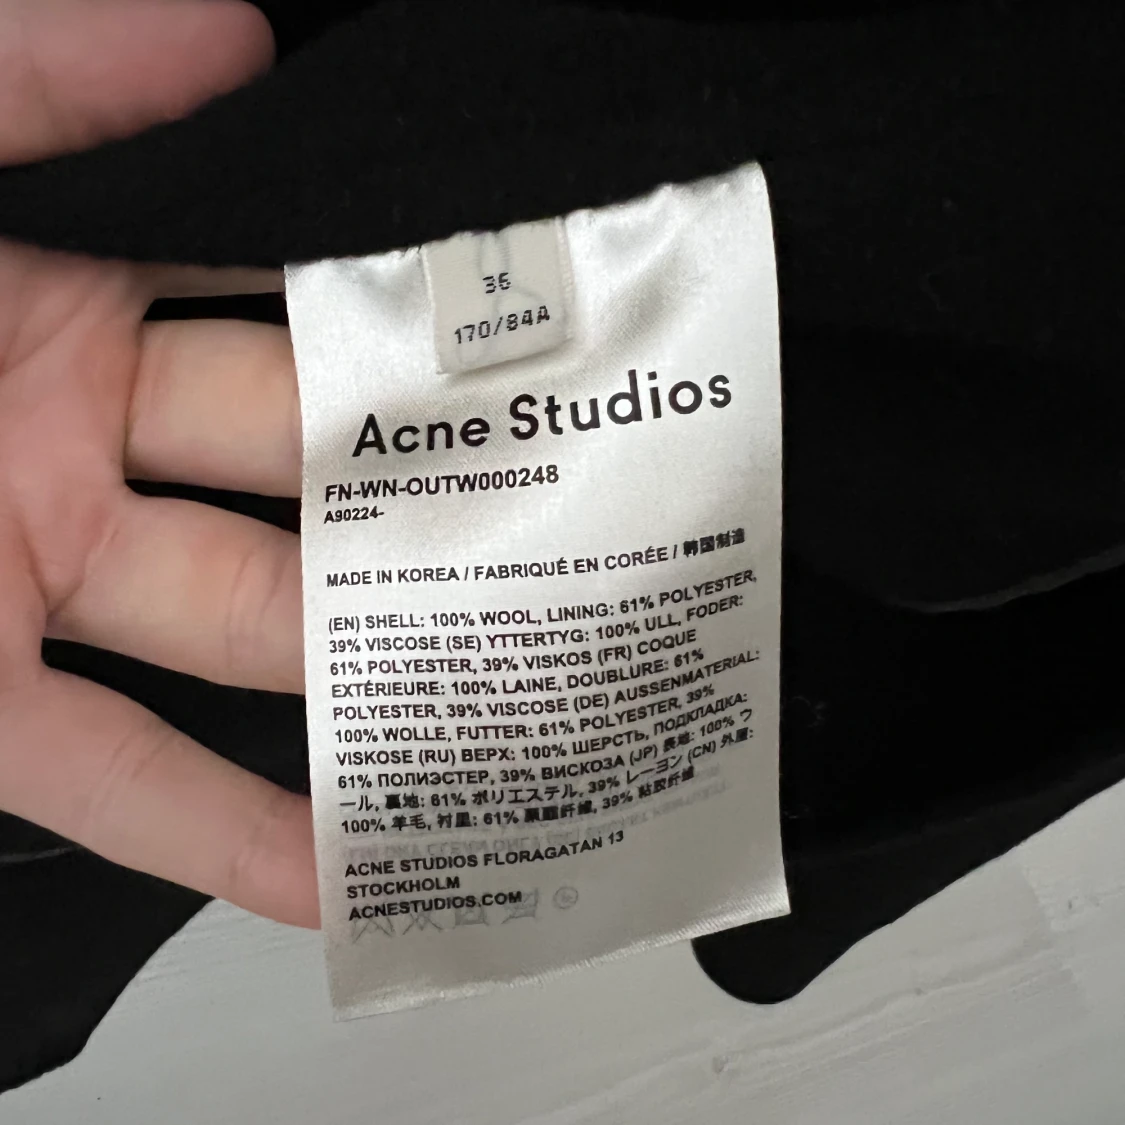 36
170/84A
Acne Studios
FN-WN-OUTW000248
A90224-
MADE IN KOREA / FABRIQUÉ EN CORÉE / 韩国制造
(EN) SHELL: 100% WOOL, LINING: 61% POLYESTER,
39% VISCOSE (SE) YTTERTYG: 100% ULL, FODER:
61% POLYESTER, 39% VISKOS (FR) COQUE
EXTÉRIEURE: 100% LAINE, DOUBLURE: 61%
POLYESTER, 39% VISCOSE (DE) AUSSENMATERIAL:
100% WOLLE, FUTTER: 61% POLYESTER, 39%
VISKOSE (RU) ВЕРХ: 100% ШЕРСТЬ, ПОДКЛАДКА:
61% ПОЛИЭСТЕР, 39% ВИСКОЗА (JP) 表地: 100% ウ
ール, 裏地: 61% ポリエステル, 39% レーヨン (CN) 外層:
100% 羊毛, 衬里: 61% 聚酯纤维, 39% 粘胶纤维
ACNE STUDIOS FLORAGATAN 13
STOCKHOLM
ACNESTUDIOS.COM